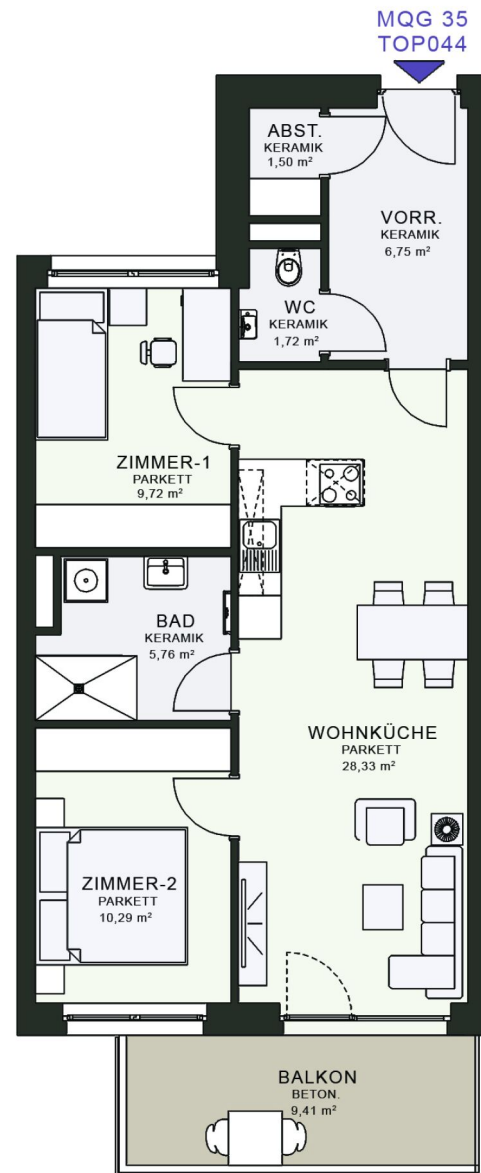 MQG 35
TOP044
ABST.
KERAMIK
1,50 m²
VORR.
KERAMIK
6,75 m²
WC
KERAMIK
1,72 m²
ZIMMER-1
PARKETT
9,72 m²
BAD
KERAMIK
5,76 m²
WOHNKÜCHE
PARKETT
28,33 m²
ZIMMER-2
PARKETT
10,29 m²
BALKON
BETON.
9,41 m²